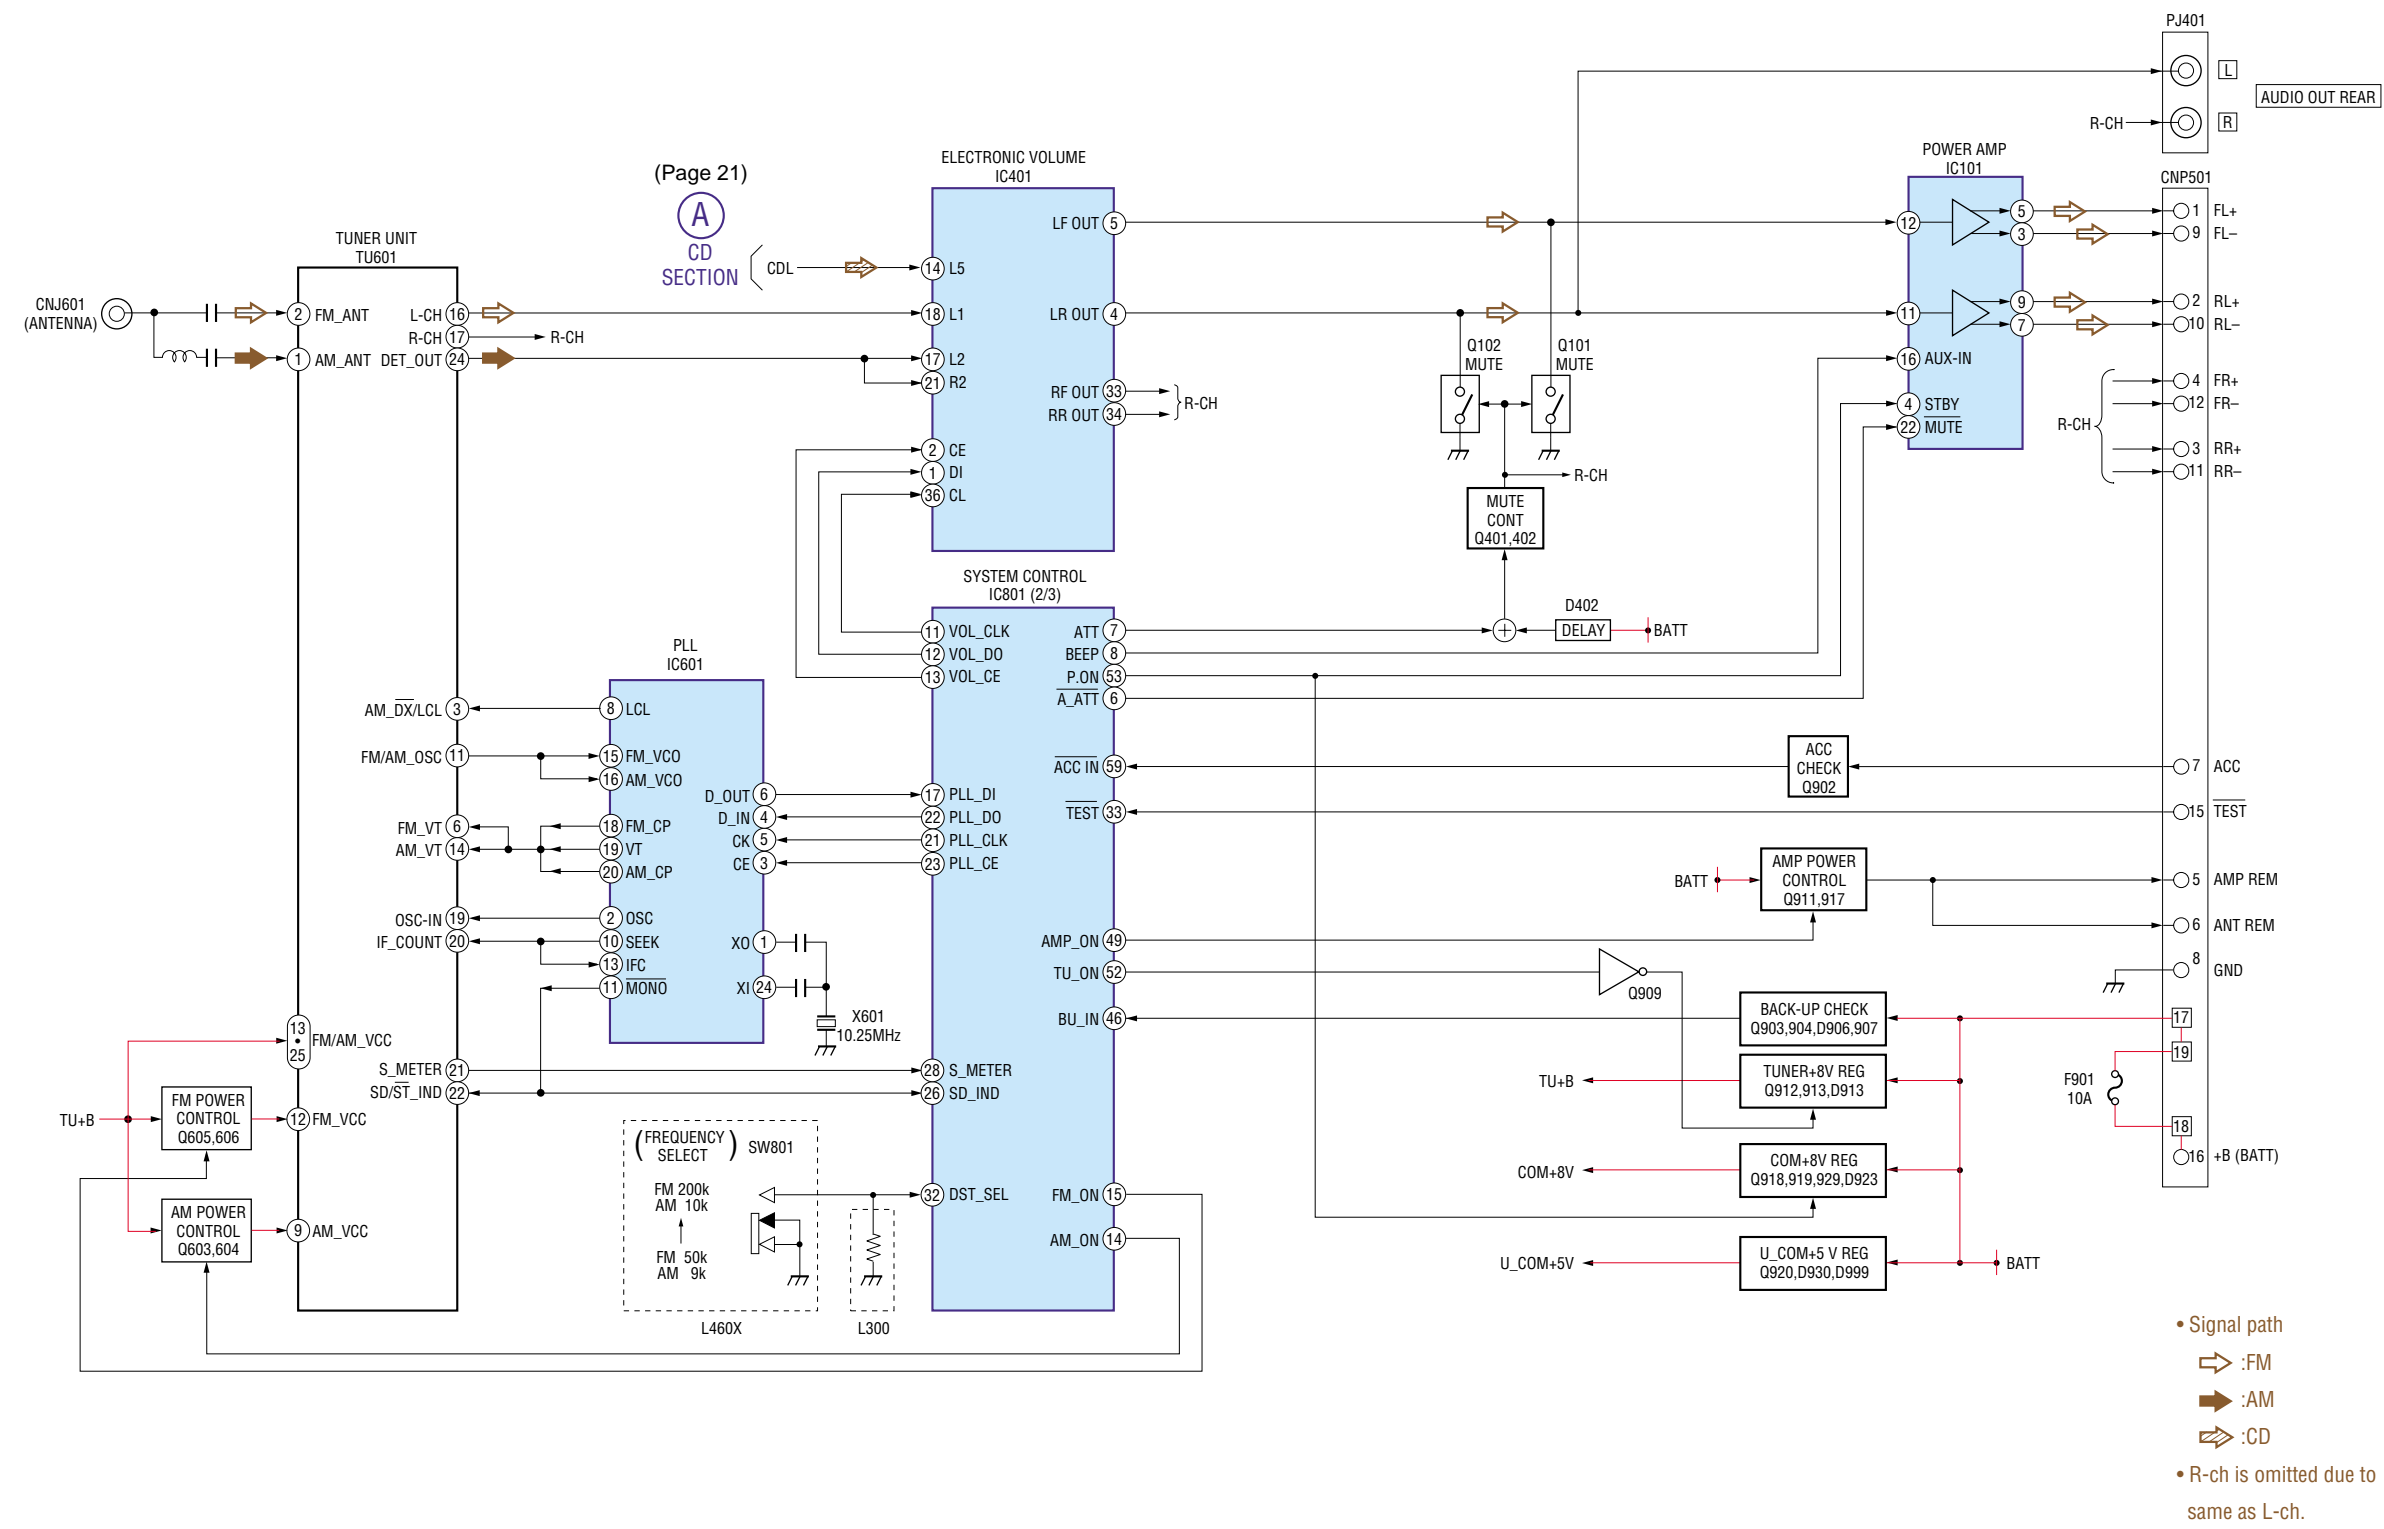 PJ401
L
AUDIO OUT REAR
R-CH
R
(Page 21)
A
CD
SECTION
CDL
ELECTRONIC VOLUME
IC401
LF OUT 5
14 L5
18 L1
LR OUT 4
17 L2
21 R2
RF OUT 33
RR OUT 34
R-CH
2 CE
1 DI
36 CL
POWER AMP
IC101
12
5
3
11
9
7
16 AUX-IN
4 STBY
22 MUTE
CNP501
1 FL+
9 FL–
2 RL+
10 RL–
4 FR+
12 FR–
R-CH
3 RR+
11 RR–
7 ACC
15 TEST
5 AMP REM
6 ANT REM
8 GND
17
19
F901
10A
18
16 +B (BATT)
TUNER UNIT
TU601
CNJ601
(ANTENNA)
2 FM_ANT
1 AM_ANT
L-CH 16
R-CH 17
R-CH
DET_OUT 24
AM_DX/LCL 3
FM/AM_OSC 11
FM_VT 6
AM_VT 14
OSC-IN 19
IF_COUNT 20
13
25
FM/AM_VCC
S_METER 21
SD/ST_IND 22
12 FM_VCC
9 AM_VCC
TU+B
FM POWER
CONTROL
Q605,606
AM POWER
CONTROL
Q603,604
PLL
IC601
8 LCL
15 FM_VCO
16 AM_VCO
D_OUT 6
D_IN 4
CK 5
CE 3
18 FM_CP
19 VT
20 AM_CP
2 OSC
10 SEEK
13 IFC
11 MONO
XO 1
XI 24
X601
10.25MHz
Q102
MUTE
Q101
MUTE
R-CH
MUTE
CONT
Q401,402
D402
DELAY
BATT
SYSTEM CONTROL
IC801 (2/3)
11 VOL_CLK
12 VOL_DO
13 VOL_CE
ATT 7
BEEP 8
P.ON 53
A_ATT 6
ACC IN 59
TEST 33
17 PLL_DI
22 PLL_DO
21 PLL_CLK
23 PLL_CE
AMP_ON 49
TU_ON 52
BU_IN 46
28 S_METER
26 SD_IND
32 DST_SEL
FM_ON 15
AM_ON 14
ACC
CHECK
Q902
BATT
AMP POWER
CONTROL
Q911,917
Q909
BACK-UP CHECK
Q903,904,D906,907
TU+B
TUNER+8V REG
Q912,913,D913
COM+8V
COM+8V REG
Q918,919,929,D923
U_COM+5V
U_COM+5 V REG
Q920,D930,D999
BATT
(FREQUENCY
SELECT)
SW801
FM 200k
AM 10k
FM 50k
AM 9k
L460X
L300
• Signal path
:FM
:AM
:CD
• R-ch is omitted due to
same as L-ch.